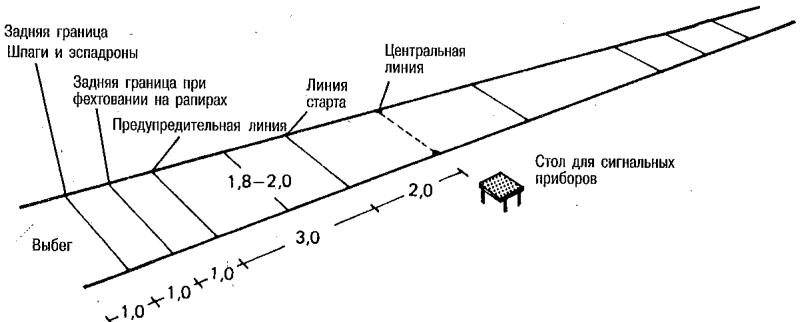 Задняя граница
Шпаги и эспадроны
Задняя граница при
фехтовании на рапирах
Предупредительная линия
Линия
старта
Центральная
линия
1,8–2,0
Стол для сигнальных
приборов
2,0
3,0
Выбег
1,0
1,0
1,0